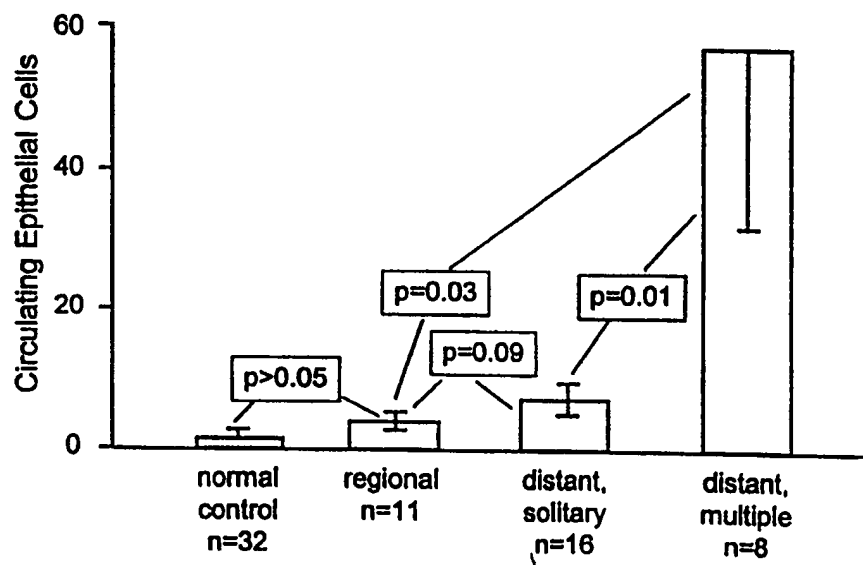 60
40
20
0
Circulating Epithelial Cells
p=0.03
p=0.01
p=0.09
p>0.05
normal
control
n=32
regional
n=11
distant,
solitary
n=16
distant,
multiple
n=8